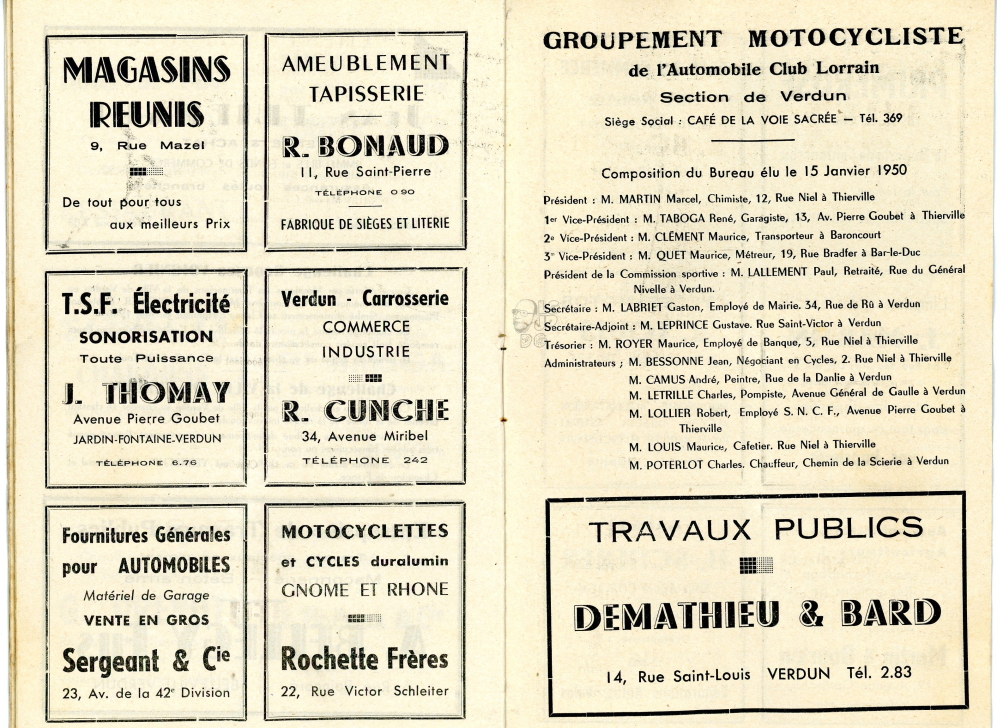 MAGASINS
REUNIS
9, Rue Mazel
De tout pour tous
aux meilleurs Prix
AMEUBLEMENT
TAPISSERIE
R. BONAUD
11, Rue Saint-Pierre
TÉLÉPHONE 0 90
FABRIQUE DE SIÈGES ET LITERIE
T.S.F. Électricité
SONORISATION
Toute Puissance
J. THOMAY
Avenue Pierre Goubet
JARDIN-FONTAINE-VERDUN
TÉLÉPHONE 6.76
Verdun - Carrosserie
COMMERCE
INDUSTRIE
R. CUNCHE
34, Avenue Miribel
TÉLÉPHONE 242
Fournitures Générales
pour AUTOMOBILES
Matériel de Garage
VENTE EN GROS
Sergeant & Cie
23, Av. de la 42e Division
MOTOCYCLETTES
et CYCLES duralumin
GNOME ET RHONE
Rochette Frères
22, Rue Victor Schleiter
GROUPEMENT MOTOCYCLISTE
de l'Automobile Club Lorrain
Section de Verdun
Siège Social : CAFÉ DE LA VOIE SACRÉE — Tél. 369
Composition du Bureau élu le 15 Janvier 1950
Président : M. MARTIN Marcel, Chimiste, 12, Rue Niel à Thierville
1er Vice-Président : M. TABOGA René, Garagiste, 13, Av. Pierre Goubet à Thierville
2e Vice-Président : M. CLÉMENT Maurice, Transporteur à Baroncourt
3e Vice-Président : M. QUET Maurice, Métreur, 19, Rue Bradfer à Bar-le-Duc
Président de la Commission sportive : M. LALLEMENT Paul, Retraité, Rue du Général
Nivelle à Verdun.
Secrétaire : M. LABRIET Gaston, Employé de Mairie. 34, Rue de Rû à Verdun
Secrétaire-Adjoint : M. LEPRINCE Gustave. Rue Saint-Victor à Verdun
Trésorier : M. ROYER Maurice, Employé de Banque, 5, Rue Niel à Thierville
Administrateurs ; M. BESSONNE Jean, Négociant en Cycles, 2. Rue Niel à Thierville
M. CAMUS André, Peintre, Rue de la Danlie à Verdun
M. LETRILLE Charles, Pompiste, Avenue Général de Gaulle à Verdun
M. LOLLIER Robert, Employé S. N. C. F., Avenue Pierre Goubet à
Thierville
M. LOUIS Maurice, Cafetier. Rue Niel à Thierville
M. POTERLOT Charles. Chauffeur, Chemin de la Scierie à Verdun
TRAVAUX PUBLICS
DEMATHIEU & BARD
14, Rue Saint-Louis VERDUN Tél. 2.83